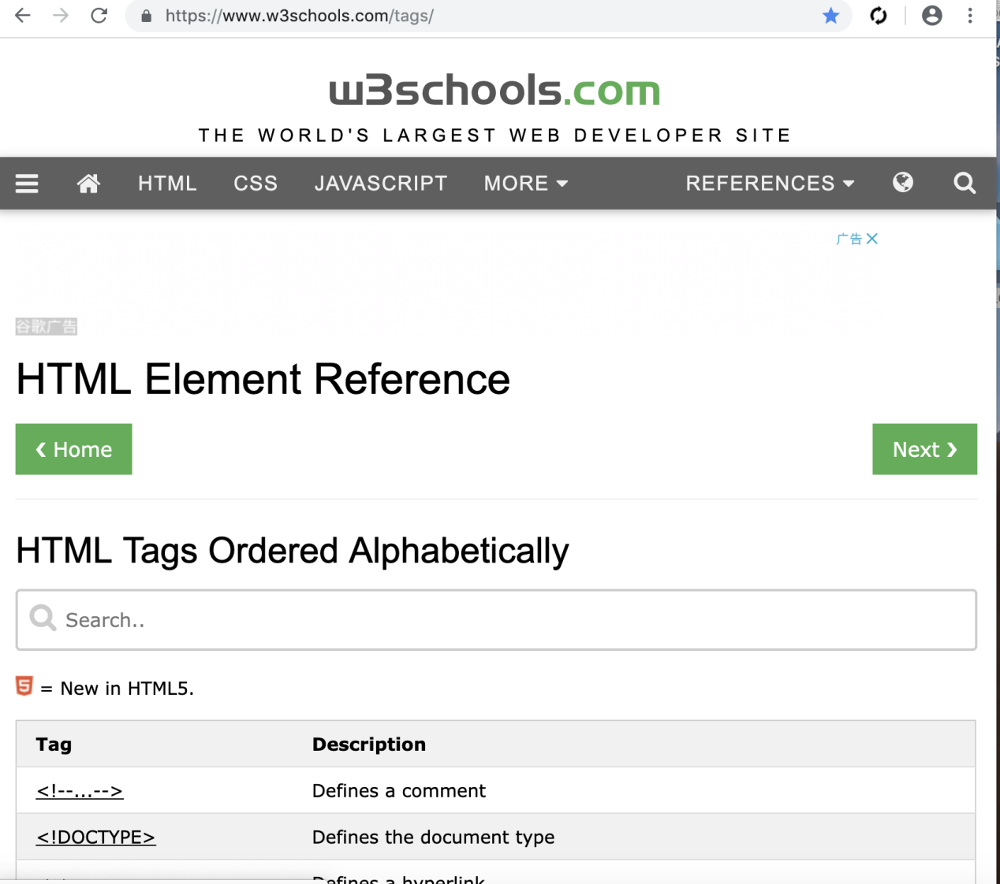 https://www.w3schools.com/tags/
w3schools.com
THE WORLD'S LARGEST WEB DEVELOPER SITE
HTML CSS JAVASCRIPT MORE REFERENCES
广告
谷歌广告
HTML Element Reference
❮ Home Next ❯
HTML Tags Ordered Alphabetically
Search..
5 = New in HTML5.
Tag Description
<!--...--> Defines a comment
<!DOCTYPE> Defines the document type
Defines a hyperlink